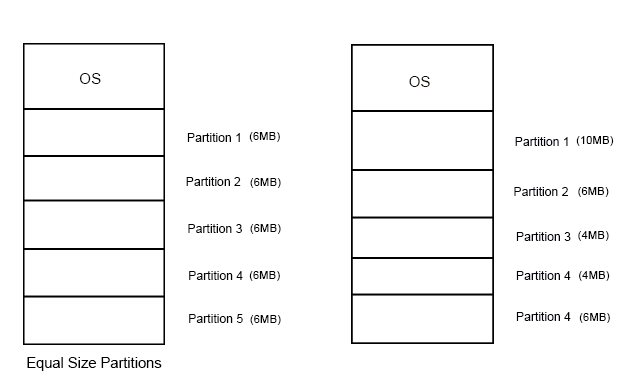 OS
Partition 1 (6MB)
Partition 2 (6MB)
Partition 3 (6MB)
Partition 4 (6MB)
Partition 5 (6MB)
Equal Size Partitions
OS
Partition 1 (10MB)
Partition 2 (6MB)
Partition 3 (4MB)
Partition 4 (4MB)
Partition 4 (6MB)